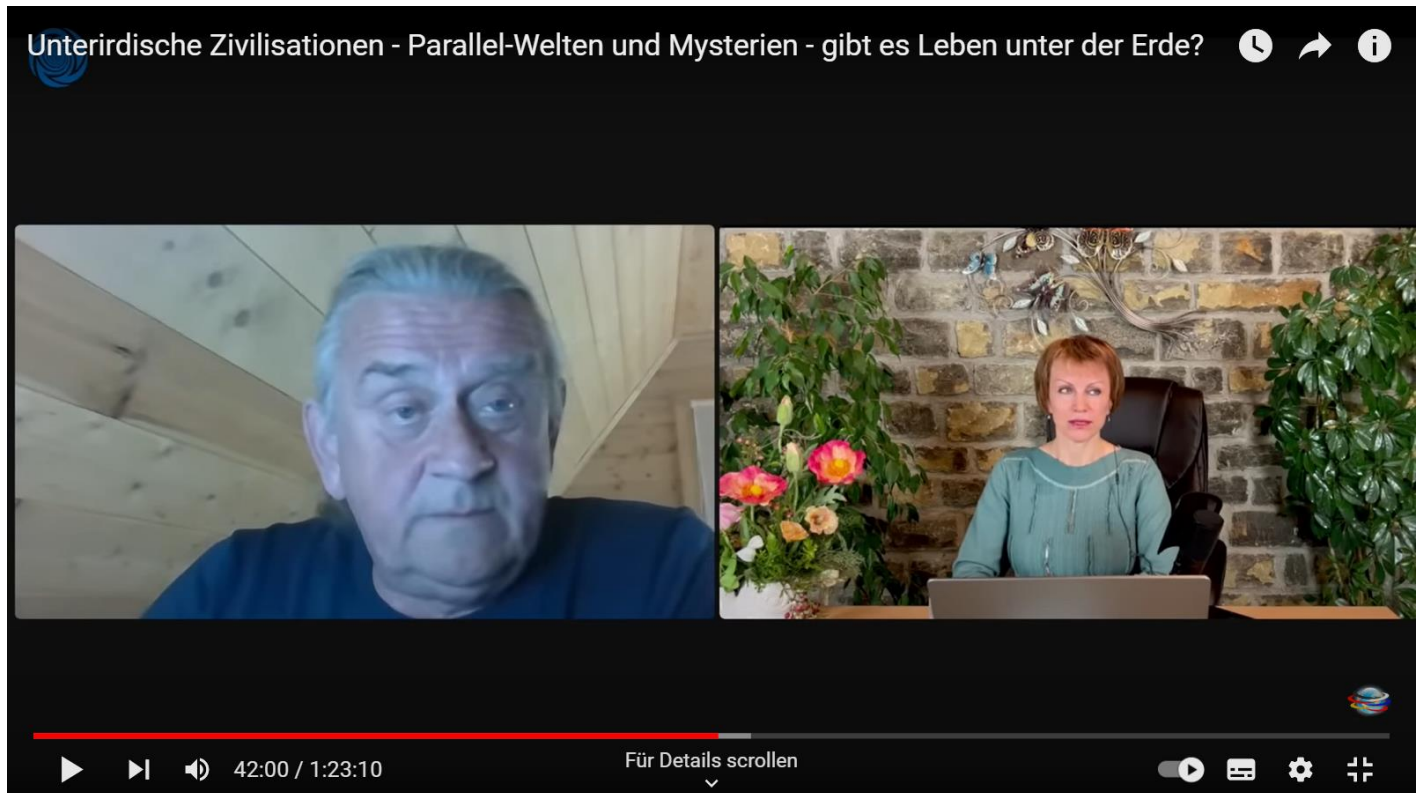 Unterirdische Zivilisationen - Parallel-Welten und Mysterien - gibt es Leben unter der Erde?
42:00 / 1:23:10
Für Details scrollen